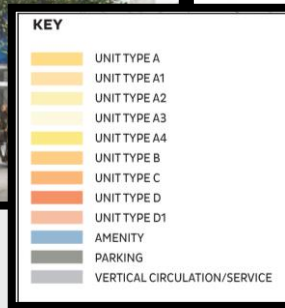 KEY
UNIT TYPE A
UNIT TYPE A1
UNIT TYPE A2
UNIT TYPE A3
UNIT TYPE A4
UNIT TYPE B
UNIT TYPE C
UNIT TYPE D
UNIT TYPE D1
AMENITY
PARKING
VERTICAL CIRCULATION/SERVICE